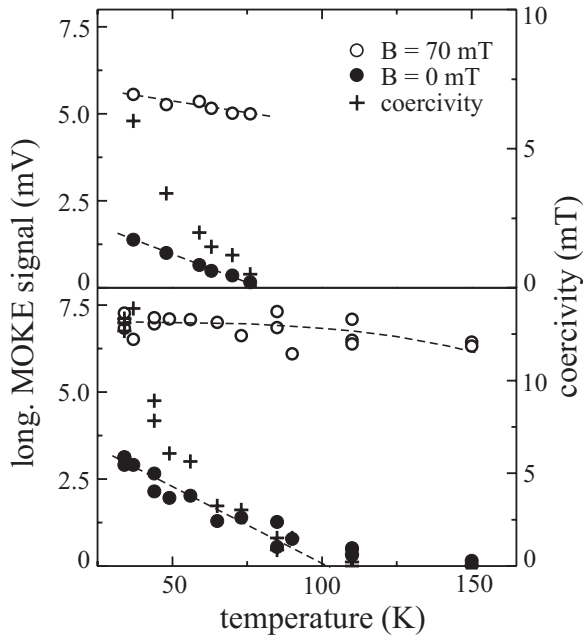 7.5
10
B = 70 mT
B = 0 mT
coercivity
5.0
5
2.5
0
0
long. MOKE signal (mV)
coercivity (mT)
7.5
10
5.0
5
2.5
0
0
50
100
150
temperature (K)